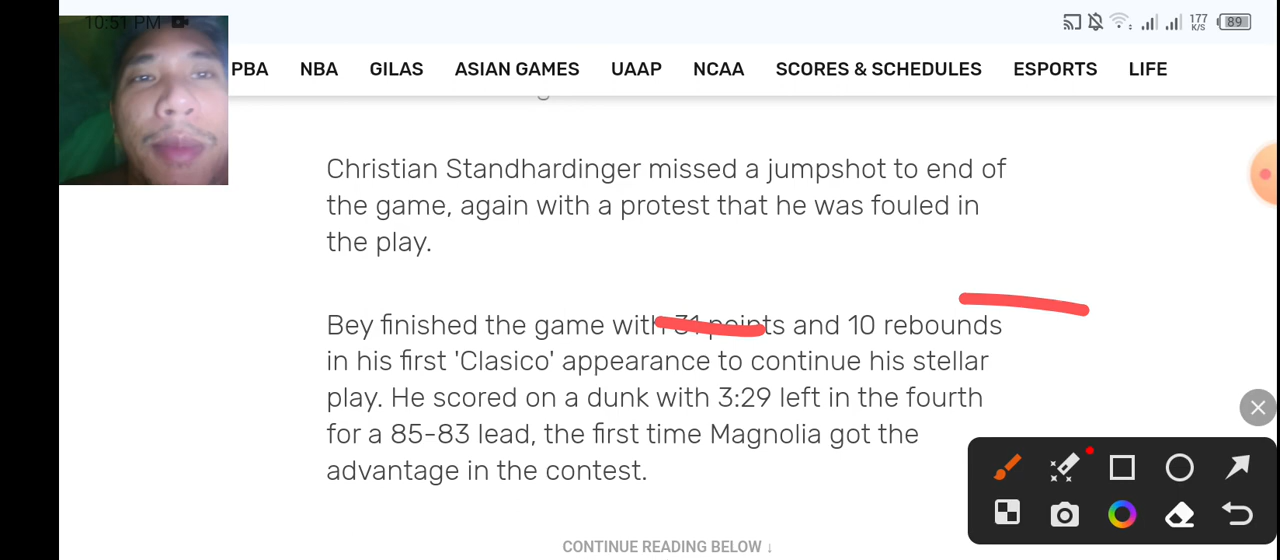 10:51 PM
177 K/S
89
PBA NBA GILAS ASIAN GAMES UAAP NCAA SCORES & SCHEDULES ESPORTS LIFE
Christian Standhardinger missed a jumpshot to end of
the game, again with a protest that he was fouled in
the play.
Bey finished the game with 31 points and 10 rebounds
in his first 'Clasico' appearance to continue his stellar
play. He scored on a dunk with 3:29 left in the fourth
for a 85-83 lead, the first time Magnolia got the
advantage in the contest.
CONTINUE READING BELOW ↓